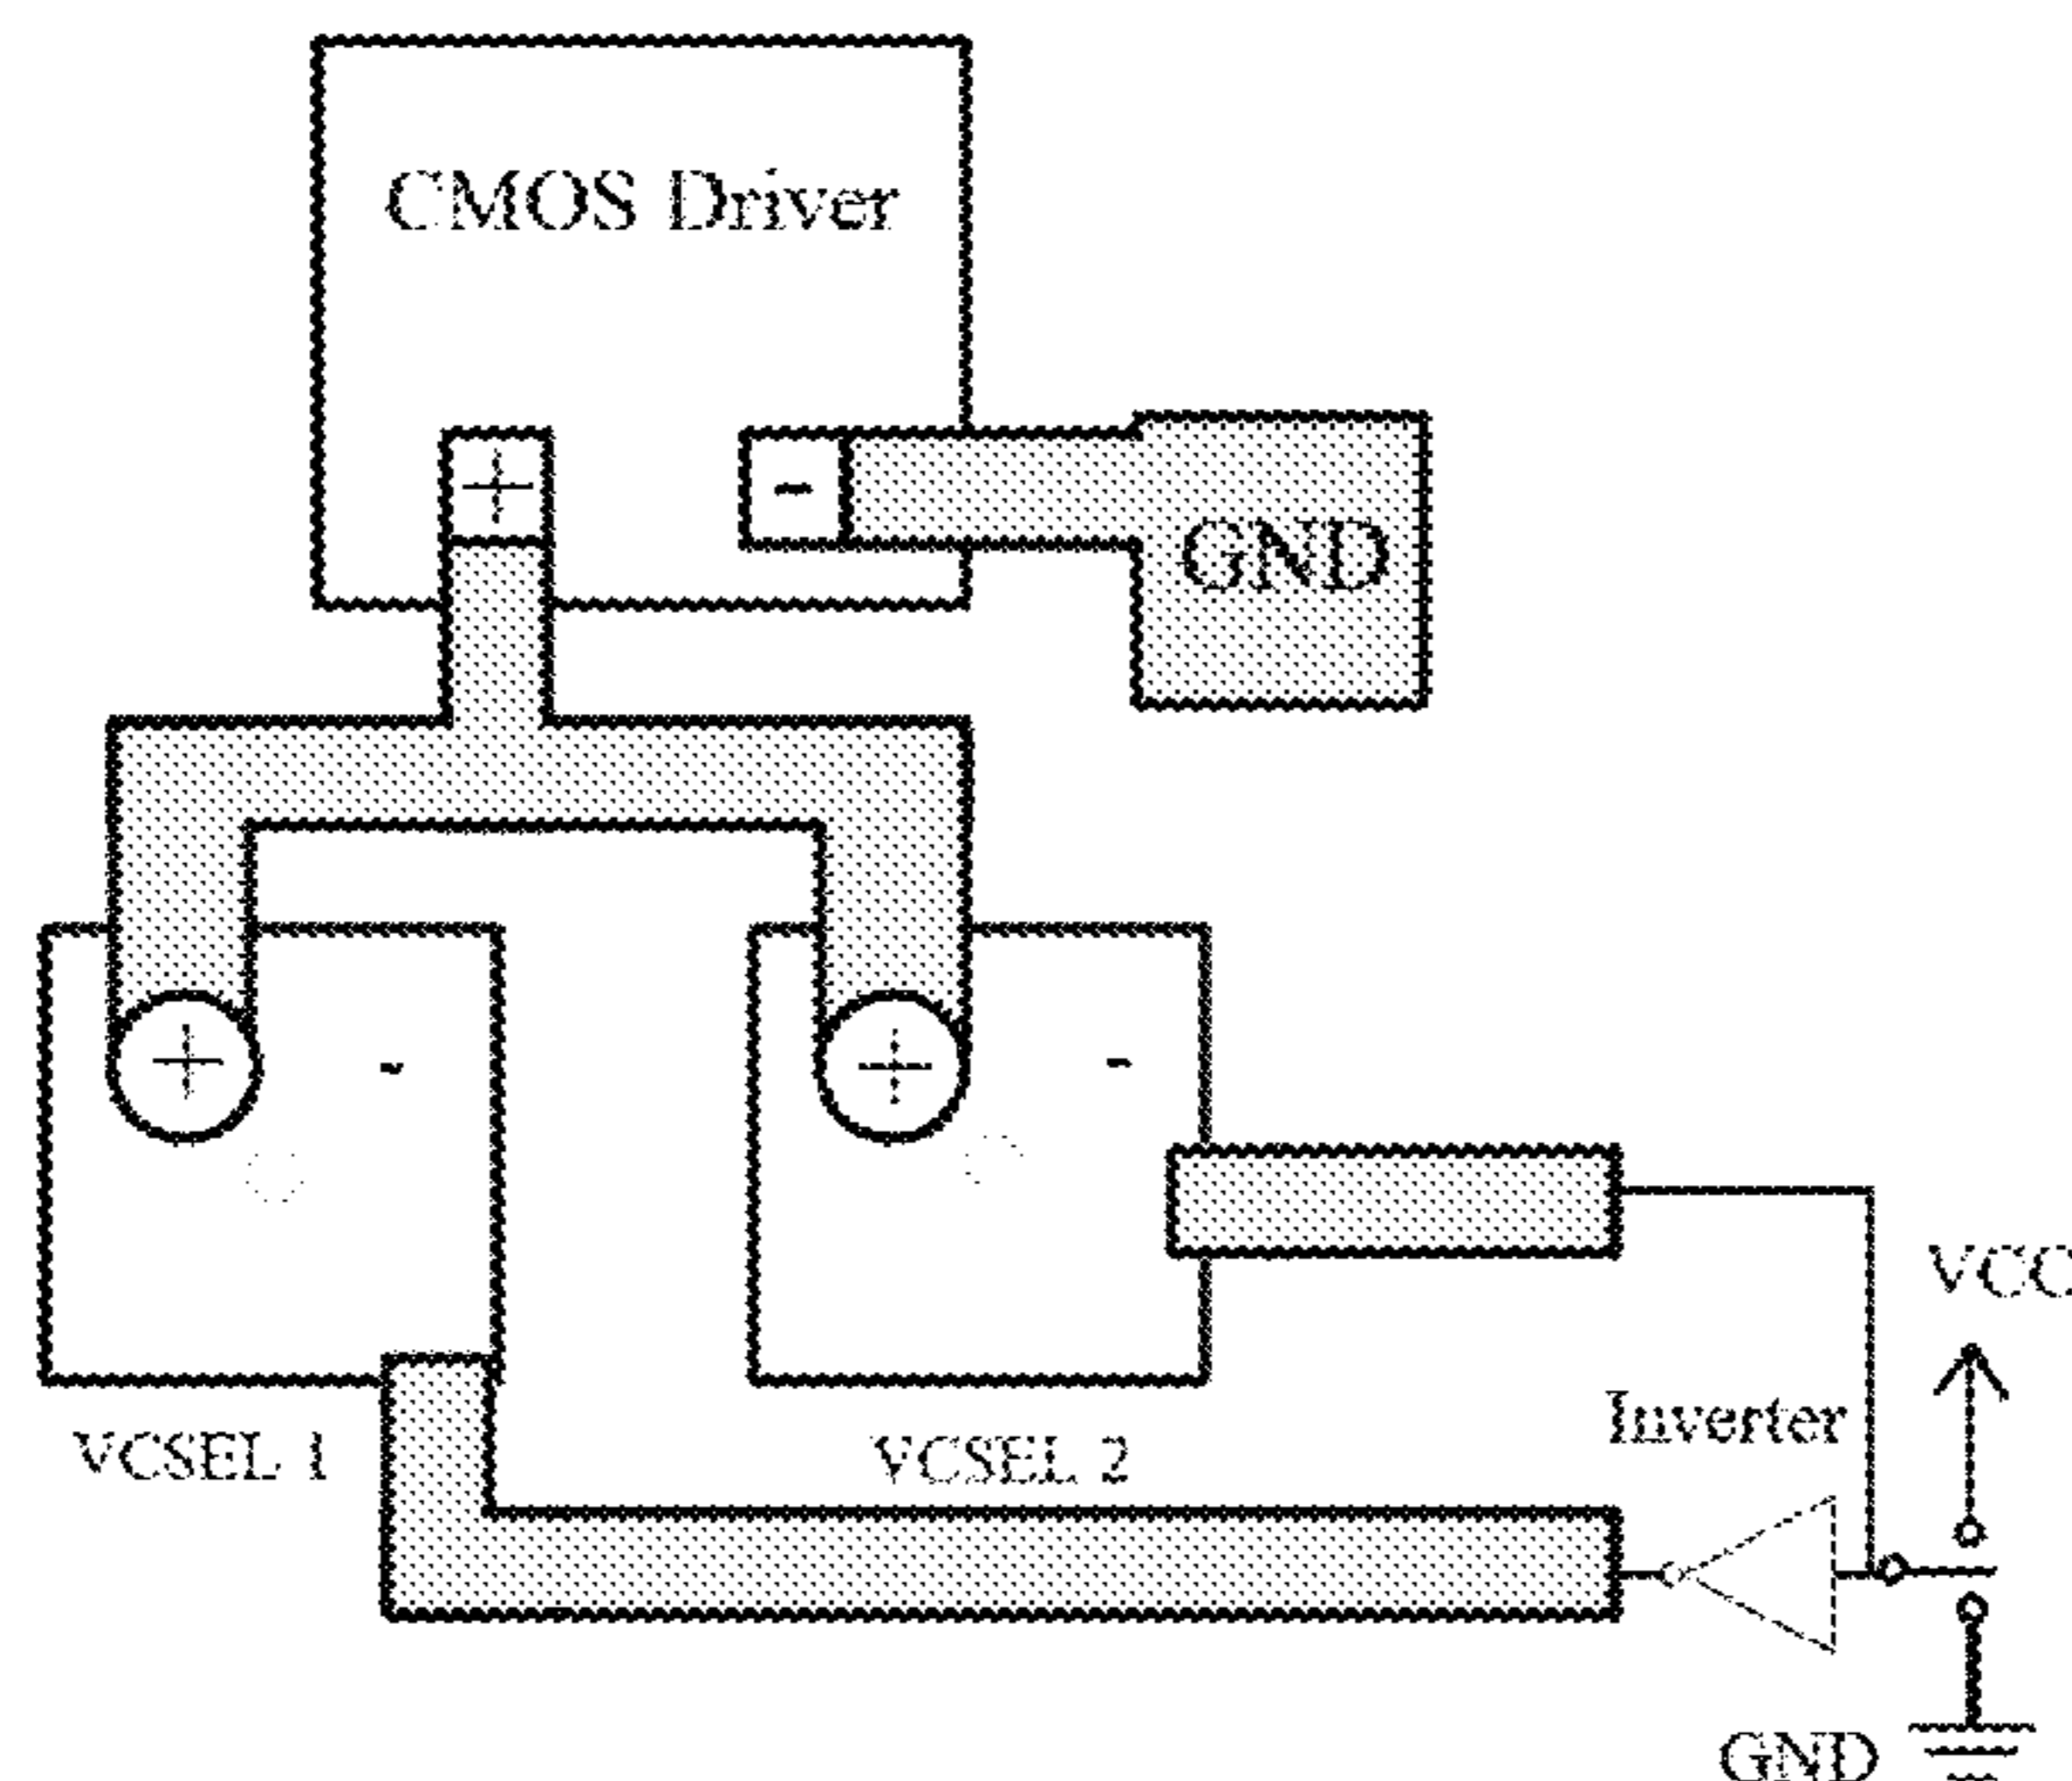 CMOS Driver
+
-
GND
+
-
+
-
VCC
Inverter
VCSEL 1
VCSEL 2
GND